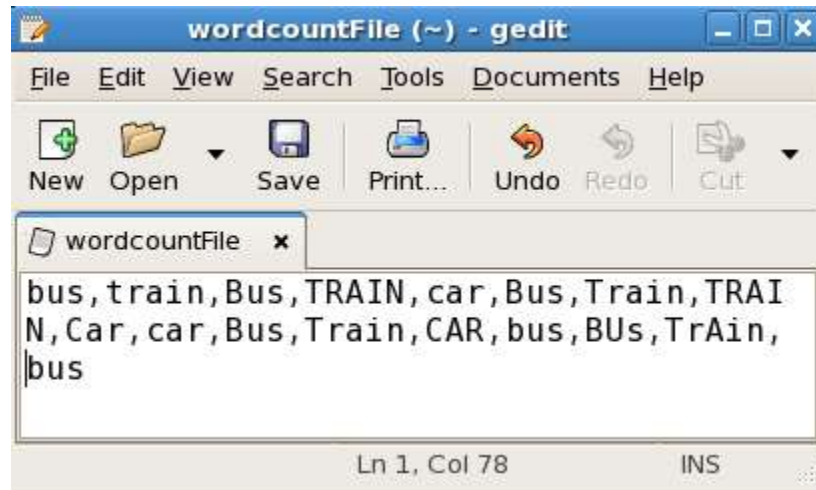 wordcountFile (~) - gedit
File Edit View Search Tools Documents Help
New Open Save Print... Undo Redo Cut
wordcountFile
bus,train,Bus,TRAIN,car,Bus,Train,TRAI
N,Car,car,Bus,Train,CAR,bus,BUs,TrAin,
bus
Ln 1, Col 78 INS